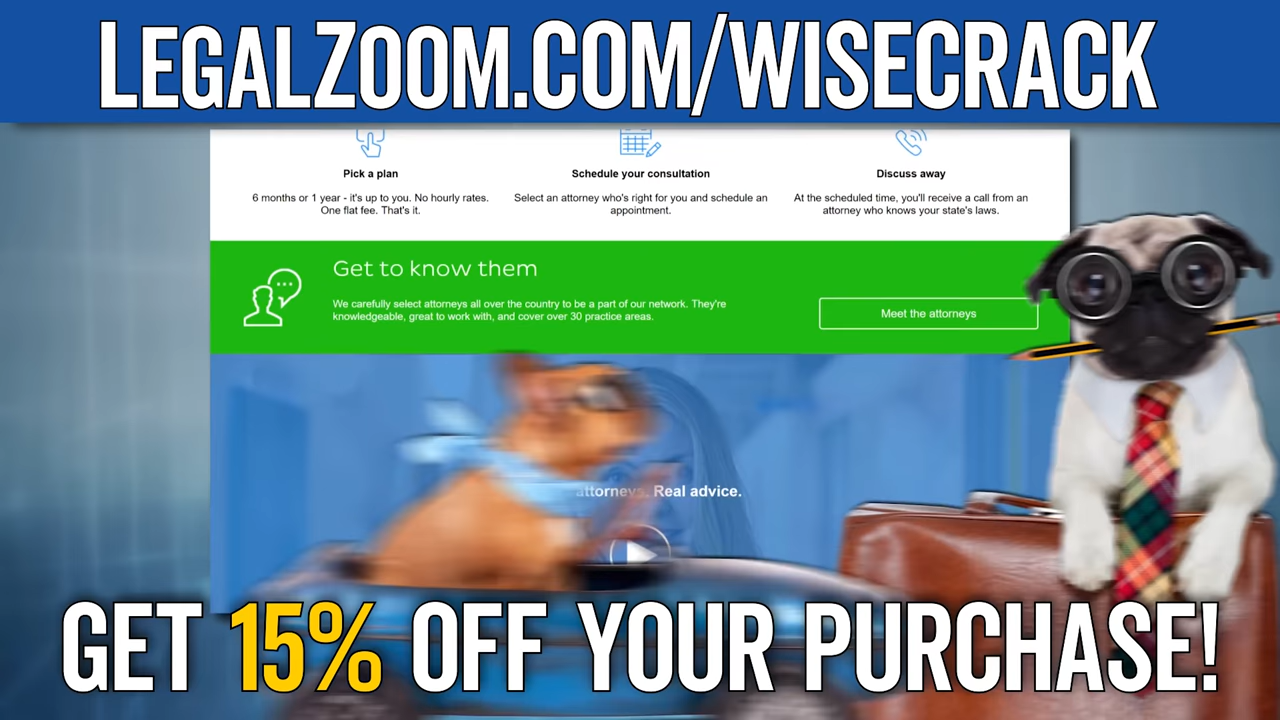 LEGALZOOM.COM/WISECRACK
Pick a plan
6 months or 1 year - it's up to you. No hourly rates.
One flat fee. That's it.
Schedule your consultation
Select an attorney who's right for you and schedule an
appointment.
Discuss away
At the scheduled time, you'll receive a call from an
attorney who knows your state's laws.
Get to know them
We carefully select attorneys all over the country to be a part of our network. They're
knowledgeable, great to work with, and cover over 30 practice areas.
Meet the attorneys
attorneys. Real advice.
GET 15% OFF YOUR PURCHASE!